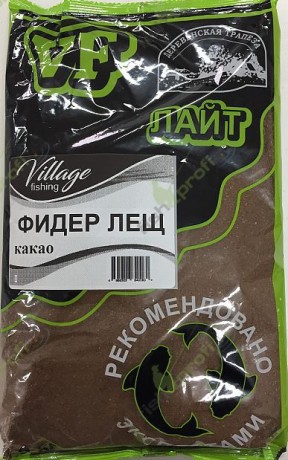 VF
ДЕРЕВЕНСКАЯ ТРАПЕЗА
ЛАЙТ
Village
fishing
ФИДЕР ЛЕЩ
какао
РЕКОМЕНДОВАНО